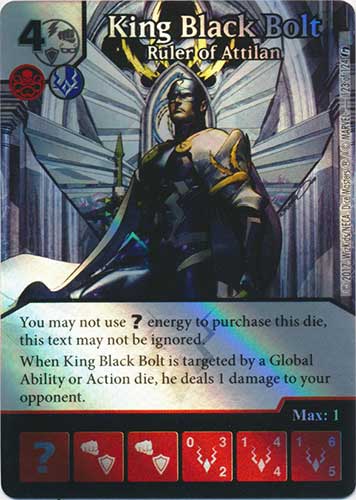 4
King Black Bolt
Ruler of Attilan
You may not use ? energy to purchase this die,
this text may not be ignored.
When King Black Bolt is targeted by a Global
Ability or Action die, he deals 1 damage to your
opponent.
Max: 1
? 0 3 2 1 4 4 1 6 5